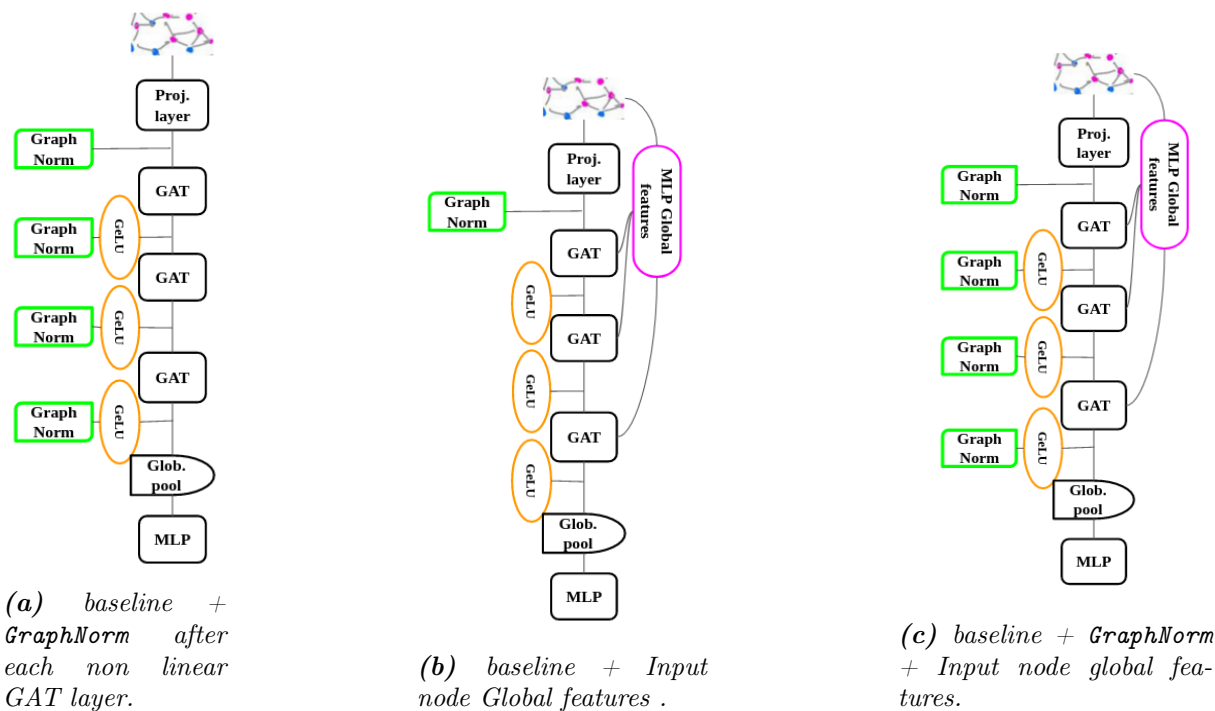 Proj.
layer
Graph
Norm
GAT
Graph
Norm
GeLU
GAT
Graph
Norm
GeLU
GAT
Graph
Norm
GeLU
Glob.
pool
MLP
(a) baseline +
GraphNorm after
each non linear
GAT layer.
Proj.
layer
MLP Global
features
Graph
Norm
GAT
GeLU
GAT
GeLU
GAT
GeLU
Glob.
pool
MLP
(b) baseline + Input
node Global features .
Proj.
layer
MLP Global
features
Graph
Norm
GAT
Graph
Norm
GeLU
GAT
Graph
Norm
GeLU
GAT
Graph
Norm
GeLU
Glob.
pool
MLP
(c) baseline + GraphNorm
+ Input node global fea-
tures.